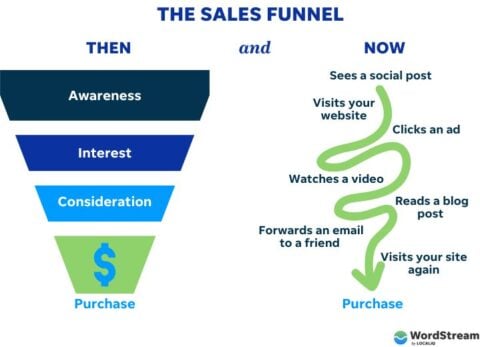 THE SALES FUNNEL
THEN and NOW
Awareness
Interest
Consideration
$
Purchase
Sees a social post
Visits your
website
Clicks an ad
Watches a video
Reads a blog
post
Forwards an email
to a friend
Visits your site
again
Purchase
WordStream
by LOCALiQ